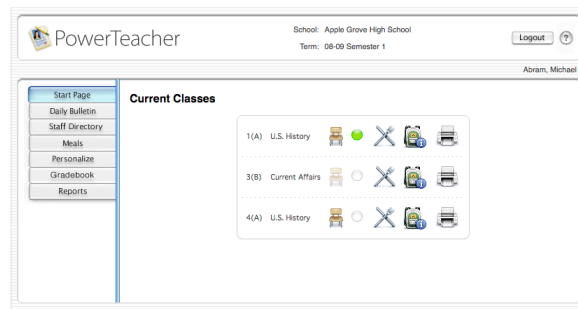 PowerTeacher
School: Apple Grove High School
Term: 08-09 Semester 1
Logout
?
Abram, Michael
Start Page
Daily Bulletin
Staff Directory
Meals
Personalize
Gradebook
Reports
Current Classes
1(A) U.S. History
3(B) Current Affairs
4(A) U.S. History